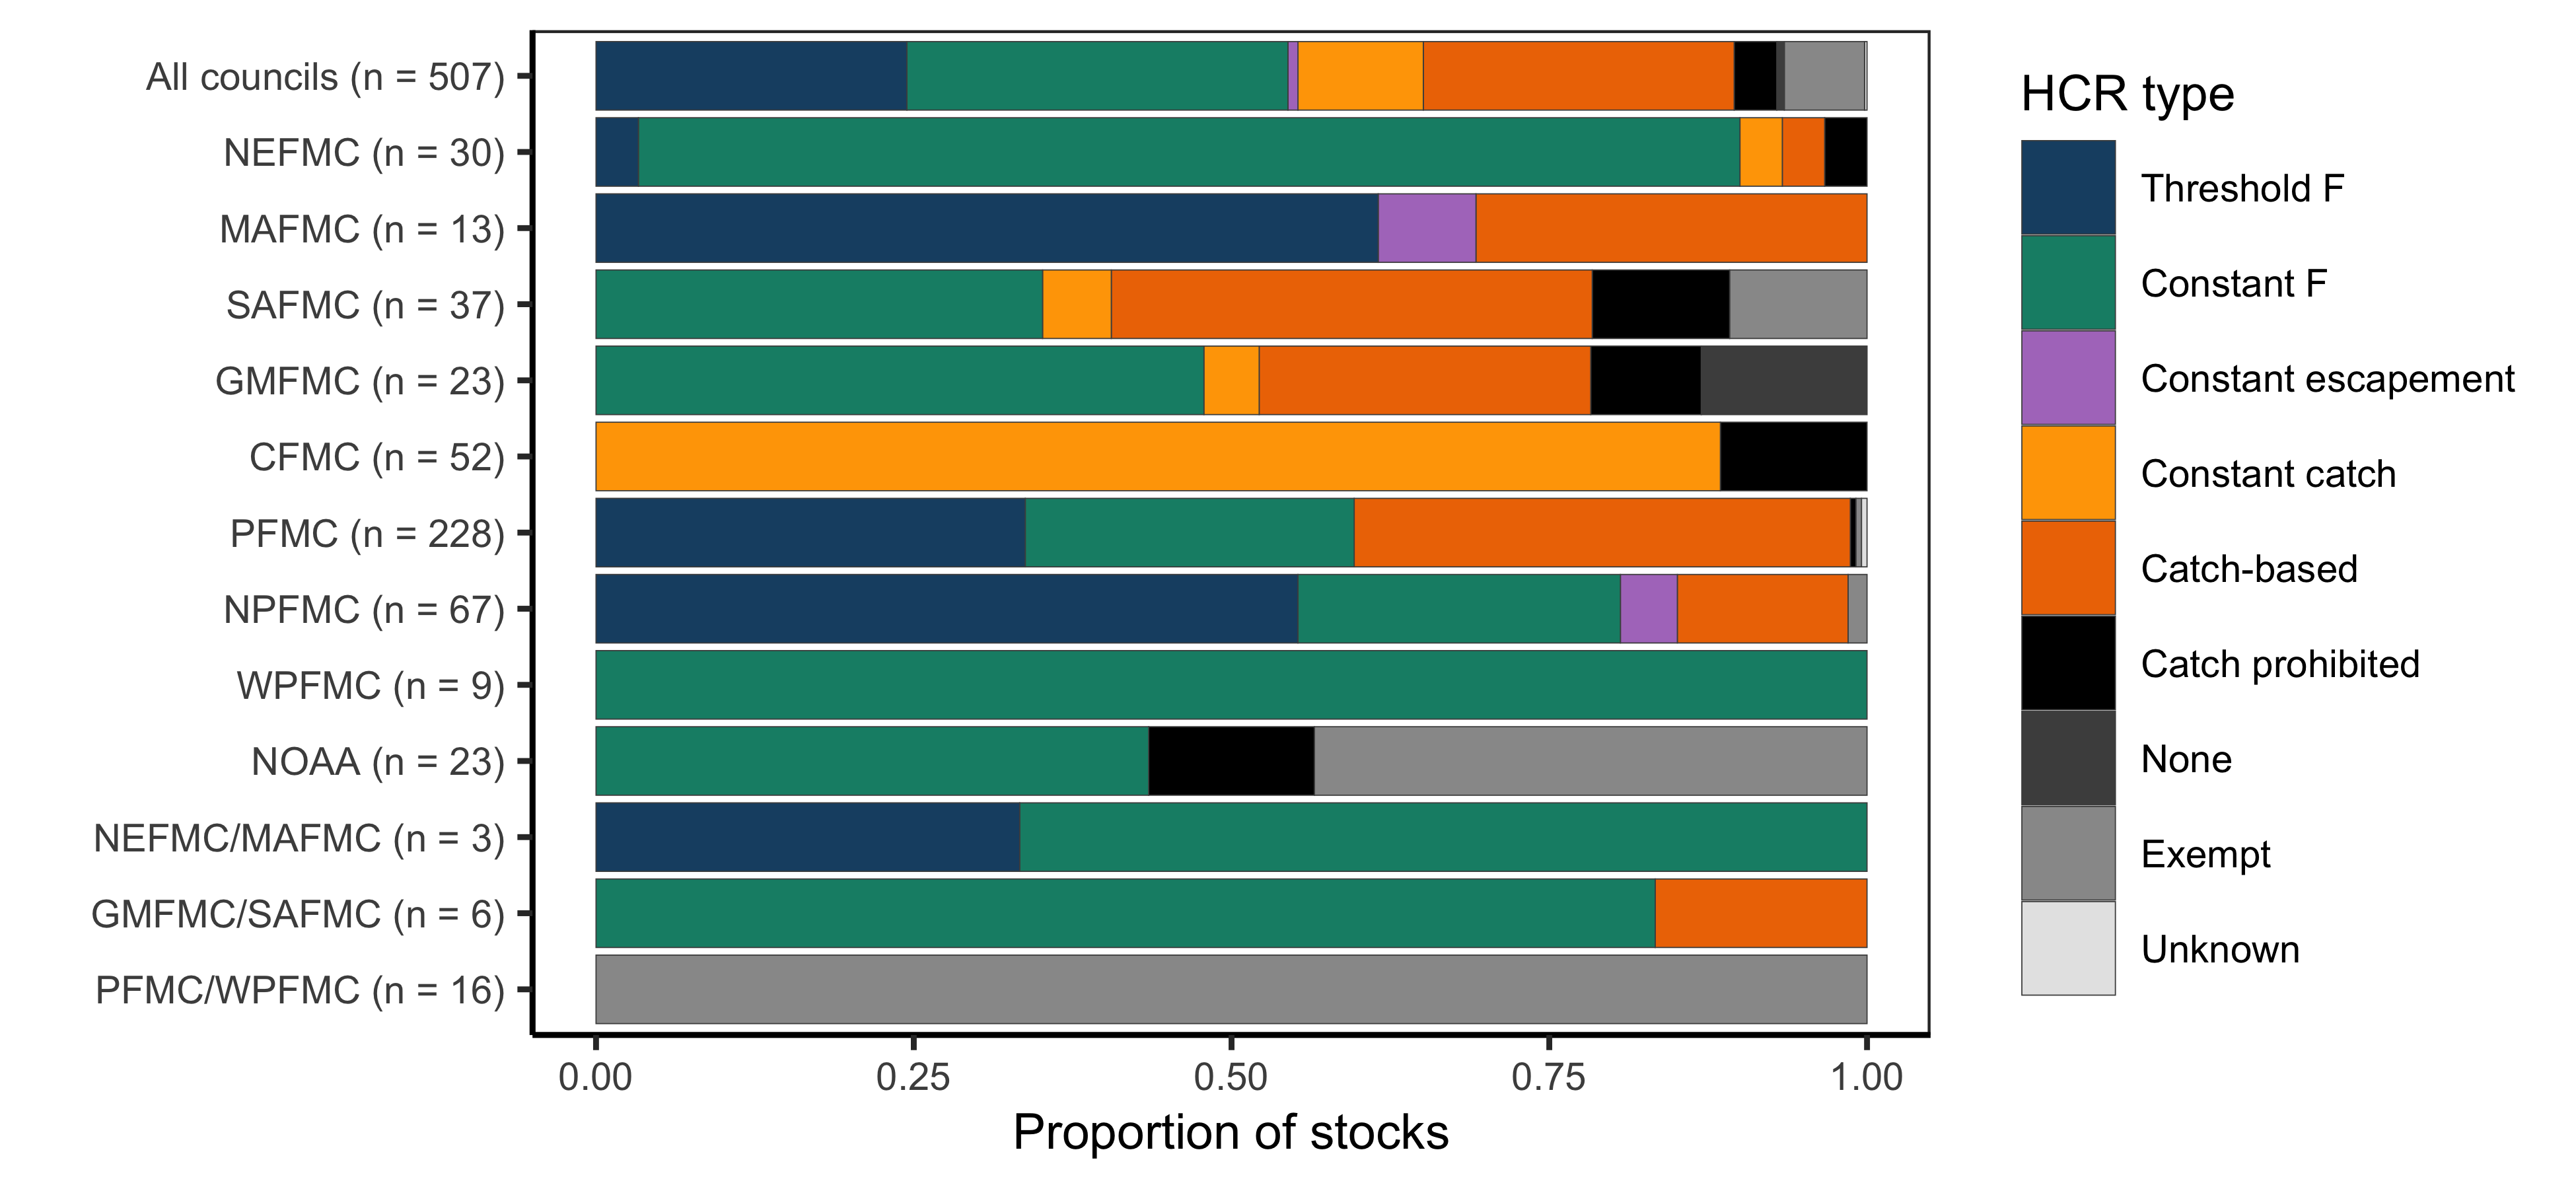 All councils (n = 507)
NEFMC (n = 30)
MAFMC (n = 13)
SAFMC (n = 37)
GMFMC (n = 23)
CFMC (n = 52)
PFMC (n = 228)
NPFMC (n = 67)
WPFMC (n = 9)
NOAA (n = 23)
NEFMC/MAFMC (n = 3)
GMFMC/SAFMC (n = 6)
PFMC/WPFMC (n = 16)
0.00 0.25 0.50 0.75 1.00
Proportion of stocks
HCR type
Threshold F
Constant F
Constant escapement
Constant catch
Catch-based
Catch prohibited
None
Exempt
Unknown